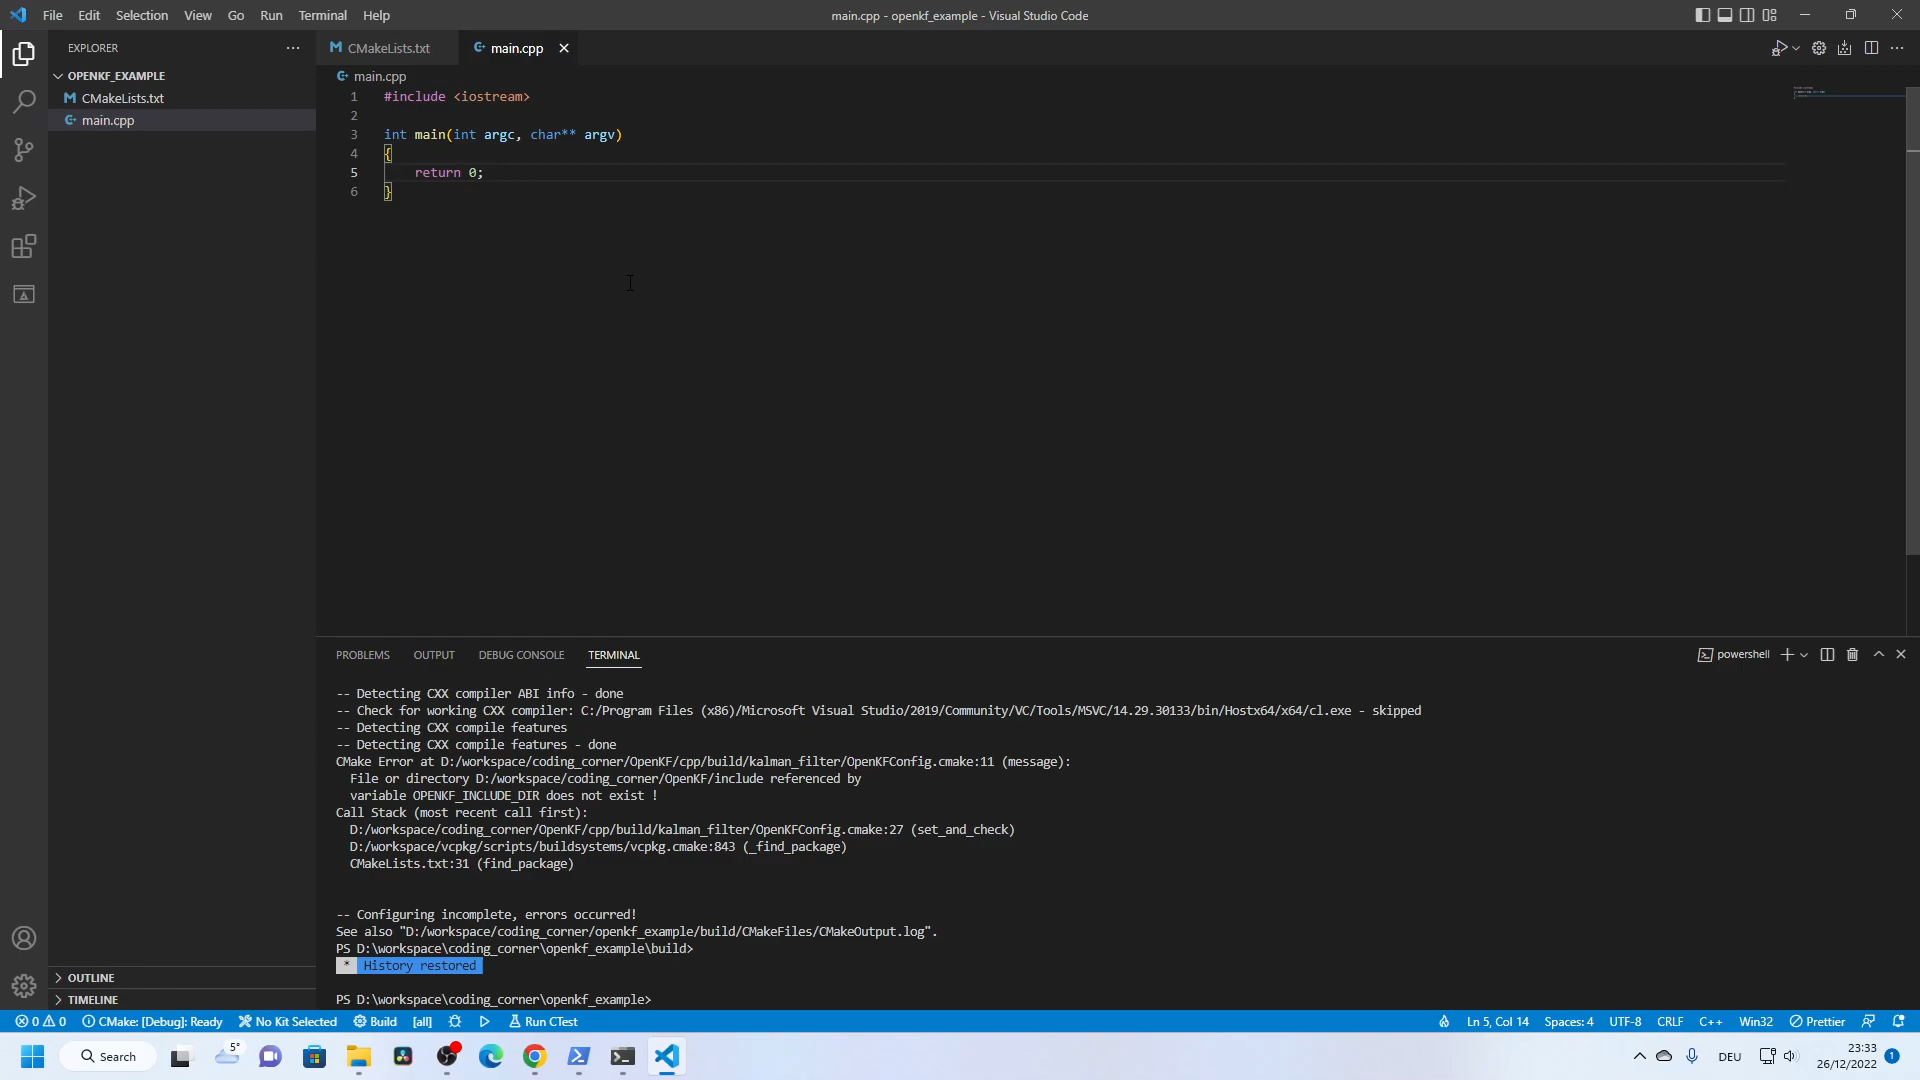 File Edit Selection View Go Run Terminal Help
main.cpp - openkf_example - Visual Studio Code
EXPLORER
OPENKF_EXAMPLE
CMakeLists.txt
main.cpp
OUTLINE
TIMELINE
CMakeLists.txt main.cpp
main.cpp
1 #include <iostream>
2
3 int main(int argc, char** argv)
4 {
5 return 0;
6 }
PROBLEMS OUTPUT DEBUG CONSOLE TERMINAL
powershell
-- Detecting CXX compiler ABI info - done
-- Check for working CXX compiler: C:/Program Files (x86)/Microsoft Visual Studio/2019/Community/VC/Tools/MSVC/14.29.30133/bin/Hostx64/x64/cl.exe - skipped
-- Detecting CXX compile features
-- Detecting CXX compile features - done
CMake Error at D:/workspace/coding_corner/OpenKF/cpp/build/kalman_filter/OpenKFConfig.cmake:11 (message):
File or directory D:/workspace/coding_corner/OpenKF/include referenced by
variable OPENKF_INCLUDE_DIR does not exist !
Call Stack (most recent call first):
D:/workspace/coding_corner/OpenKF/cpp/build/kalman_filter/OpenKFConfig.cmake:27 (set_and_check)
D:/workspace/vcpkg/scripts/buildsystems/vcpkg.cmake:843 (_find_package)
CMakeLists.txt:31 (find_package)
-- Configuring incomplete, errors occurred!
See also "D:/workspace/coding_corner/openkf_example/build/CMakeFiles/CMakeOutput.log".
PS D:\workspace\coding_corner\openkf_example\build>
* History restored
PS D:\workspace\coding_corner\openkf_example>
0 0 CMake: [Debug]: Ready No Kit Selected Build [all] Run CTest
Ln 5, Col 14 Spaces: 4 UTF-8 CRLF C++ Win32 Prettier
Search 5° DEU
23:33
26/12/2022 1